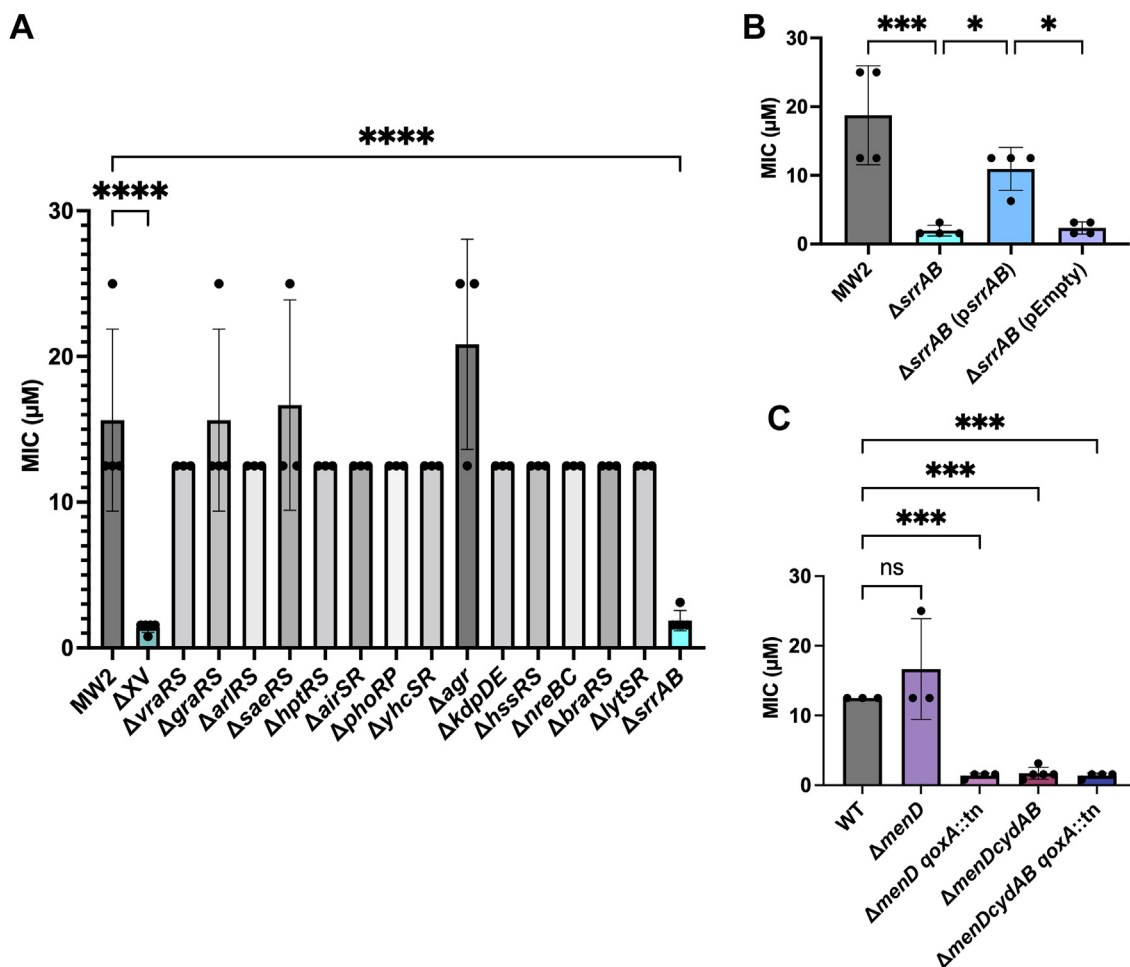 A
****
****
30
20
10
0
MIC (µM)
MW2
ΔXV
ΔvraRS
ΔgraRS
ΔarlRS
ΔsaeRS
ΔhptRS
ΔairSR
ΔphoRP
ΔyhcSR
Δagr
ΔkdpDE
ΔhssRS
ΔnreBC
ΔbraRS
ΔlytSR
ΔsrrAB
B
*** * *
30
20
10
0
MIC (µM)
MW2
ΔsrrAB
ΔsrrAB (psrrAB)
ΔsrrAB (pEmpty)
C
***
***
***
ns
30
20
10
0
MIC (µM)
WT
ΔmenD
ΔmenD qoxA::tn
ΔmenDcydAB
ΔmenDcydAB qoxA::tn